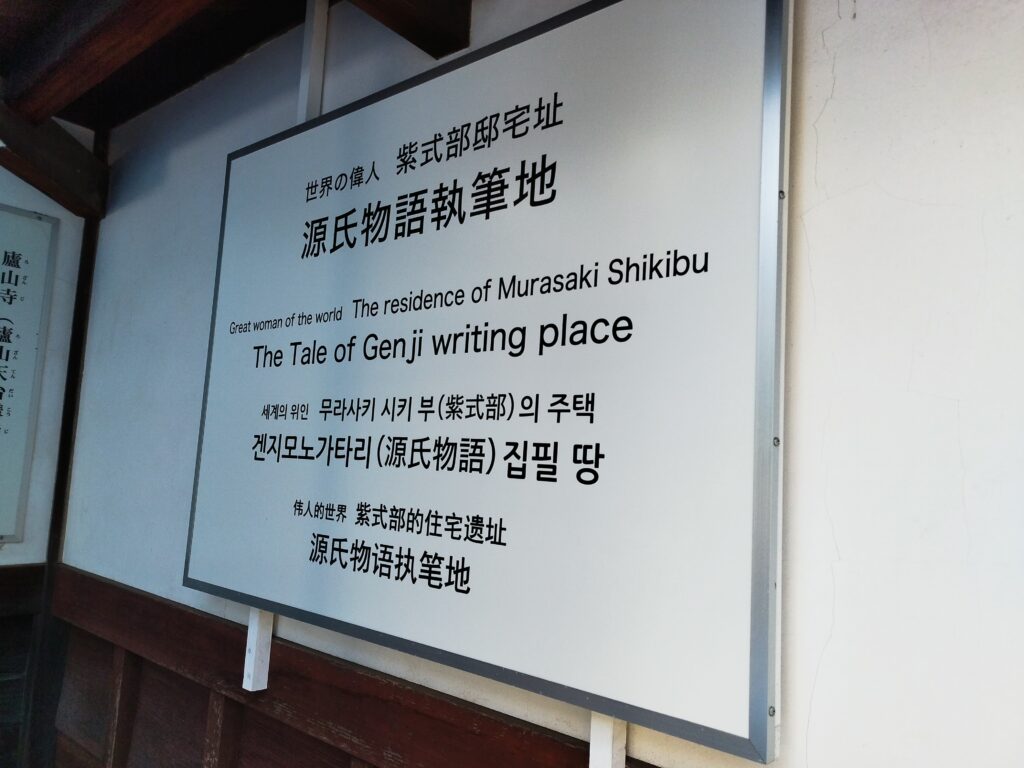 世界の偉人 紫式部邸宅址
源氏物語執筆地
Great woman of the world The residence of Murasaki Shikibu
The Tale of Genji writing place
세계의 위인 무라사키 시키 부(紫式部)의 주택
겐지모노가타리(源氏物語) 집필 땅
伟人的世界 紫式部的住宅遗址
源氏物语执笔地
廬山寺(廬山天台